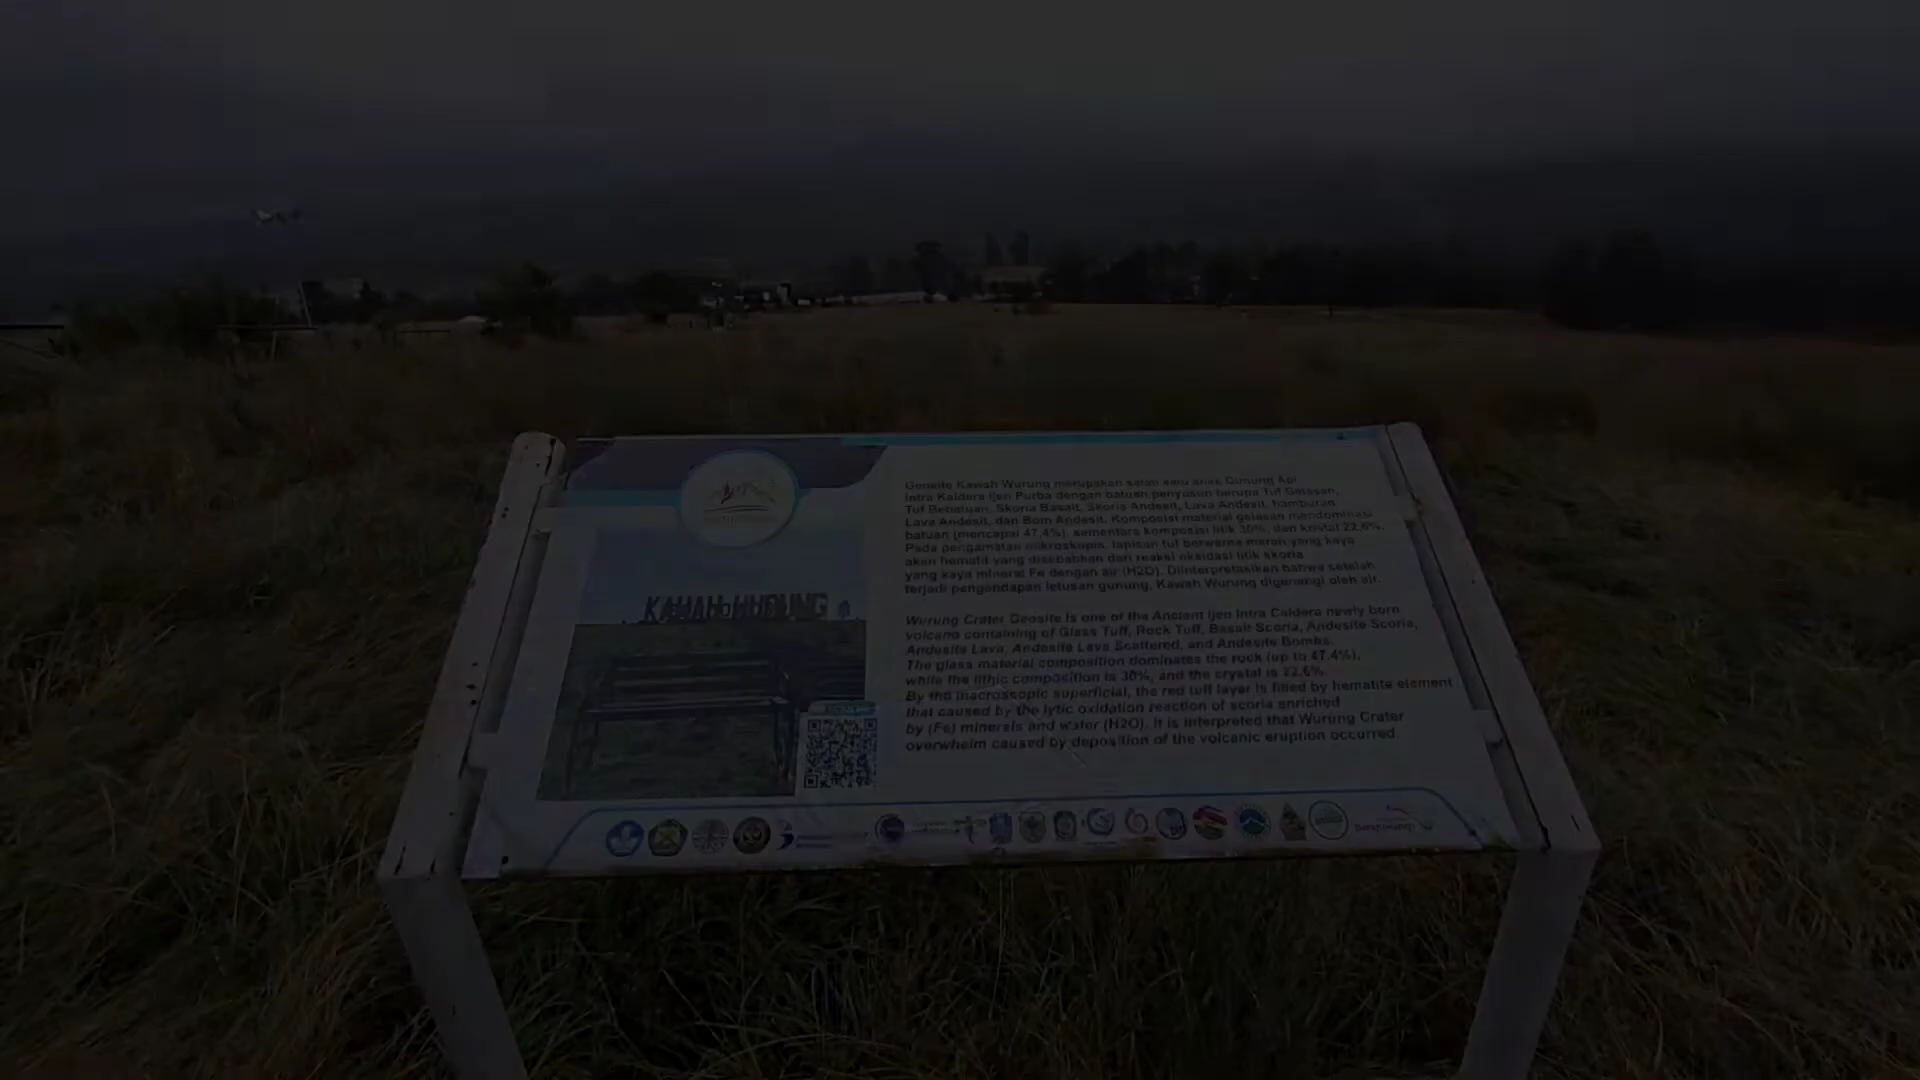 KAWAH WURUNG
Geosite Kawah Wurung merupakan salah satu anak Gunung Api
Intra Kaldera Ijen Purba dengan batuan penyusun berupa Tuf Gelasan,
Tuf Bebatuan, Skoria Basalt, Skoria Andesit, Lava Andesit, hamburan
Lava Andesit, dan Bom Andesit. Komposisi material gelasan mendominasi
batuan (mencapai 47,4%), sementara komposisi litik 30%, dan kristal 22,6%.
Pada pengamatan mikroskopis, lapisan tuf berwarna merah yang kaya
akan hematit yang disebabkan dari reaksi oksidasi litik skoria
yang kaya mineral Fe dengan air (H2O). Diinterpretasikan bahwa setelah
terjadi pengendapan letusan gunung, Kawah Wurung digenangi oleh air.
Wurung Crater Geosite is one of the Ancient Ijen Intra Caldera newly born
volcano containing of Glass Tuff, Rock Tuff, Basalt Scoria, Andesite Scoria,
Andesite Lava, Andesite Lava Scattered, and Andesite Bombs.
The glass material composition dominates the rock (up to 47,4%),
while the lithic composition is 30%, and the crystal is 22,6%.
By the macroscopic superficial, the red tuff layer is filled by hematite element
that caused by the lytic oxidation reaction of scoria enriched
by (Fe) minerals and water (H2O). It is interpreted that Wurung Crater
overwhelm caused by deposition of the volcanic eruption occurred.